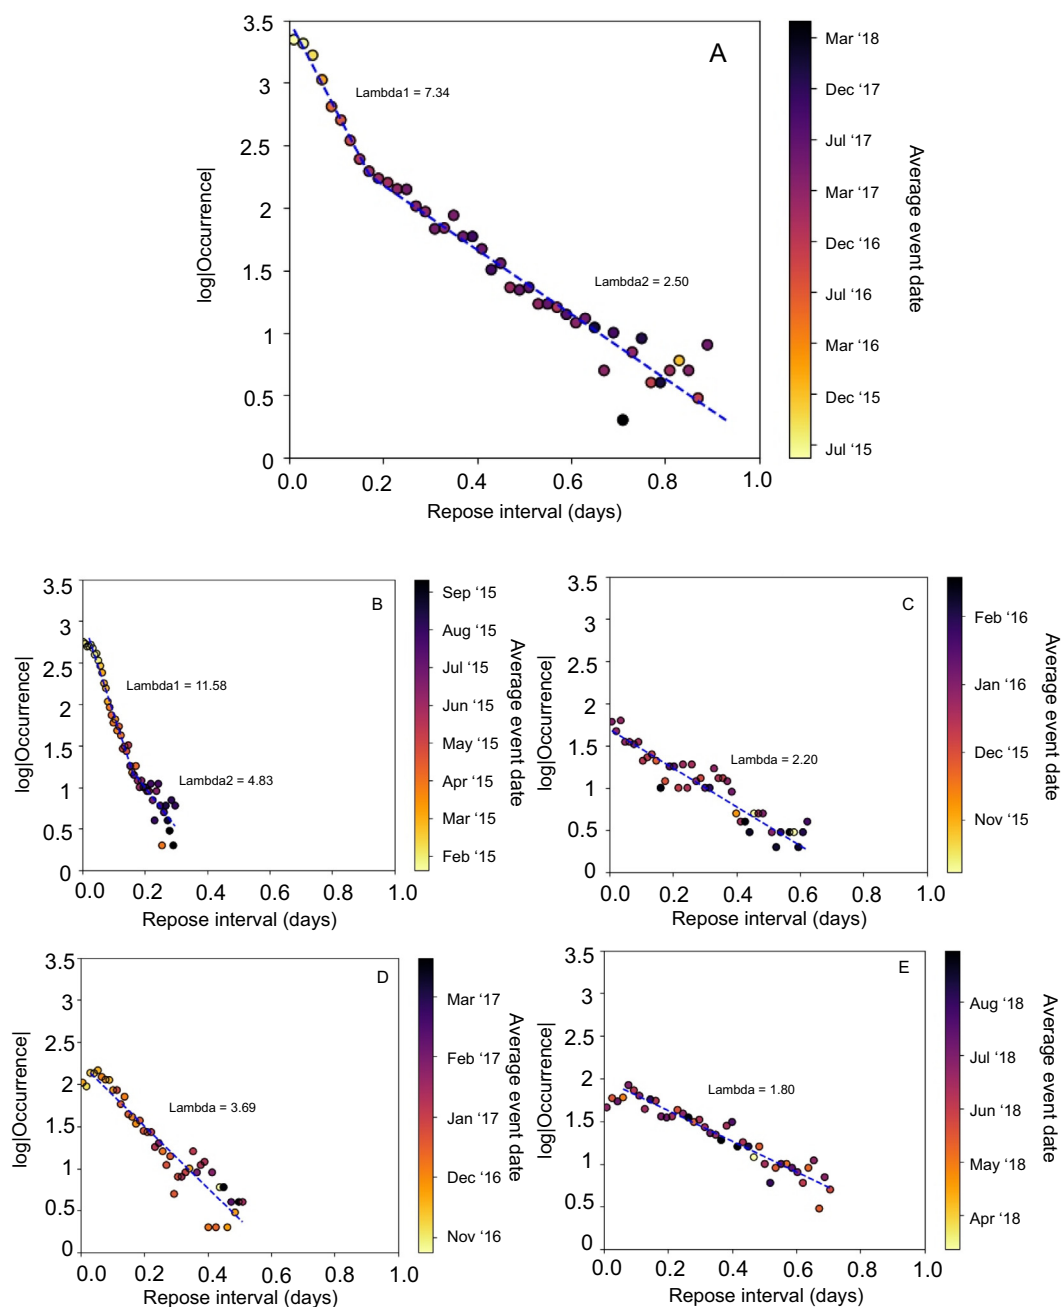 A
3.5
3
2.5
2
1.5
1
0.5
0
log|Occurrence|
Lambda1 = 7.34
Lambda2 = 2.50
0.0
0.2
0.4
0.6
0.8
1.0
Repose interval (days)
Mar ‘18
Dec ‘17
Jul ‘17
Mar ‘17
Dec ‘16
Jul ‘16
Mar ‘16
Dec ‘15
Jul ‘15
Average event date
B
3.5
3
2.5
2
1.5
1
0.5
0
log|Occurrence|
Lambda1 = 11.58
Lambda2 = 4.83
0.0
0.2
0.4
0.6
0.8
1.0
Repose interval (days)
Sep ‘15
Aug ‘15
Jul ‘15
Jun ‘15
May ‘15
Apr ‘15
Mar ‘15
Feb ‘15
Average event date
C
3.5
3
2.5
2
1.5
1
0.5
0
log|Occurrence|
Lambda = 2.20
0.0
0.2
0.4
0.6
0.8
1.0
Repose interval (days)
Feb ‘16
Jan ‘16
Dec ‘15
Nov ‘15
Average event date
D
3.5
3
2.5
2
1.5
1
0.5
0
log|Occurrence|
Lambda = 3.69
0.0
0.2
0.4
0.6
0.8
1.0
Repose interval (days)
Mar ‘17
Feb ‘17
Jan ‘17
Dec ‘16
Nov ‘16
Average event date
E
3.5
3
2.5
2
1.5
1
0.5
0
log|Occurrence|
Lambda = 1.80
0.0
0.2
0.4
0.6
0.8
1.0
Repose interval (days)
Aug ‘18
Jul ‘18
Jun ‘18
May ‘18
Apr ‘18
Average event date